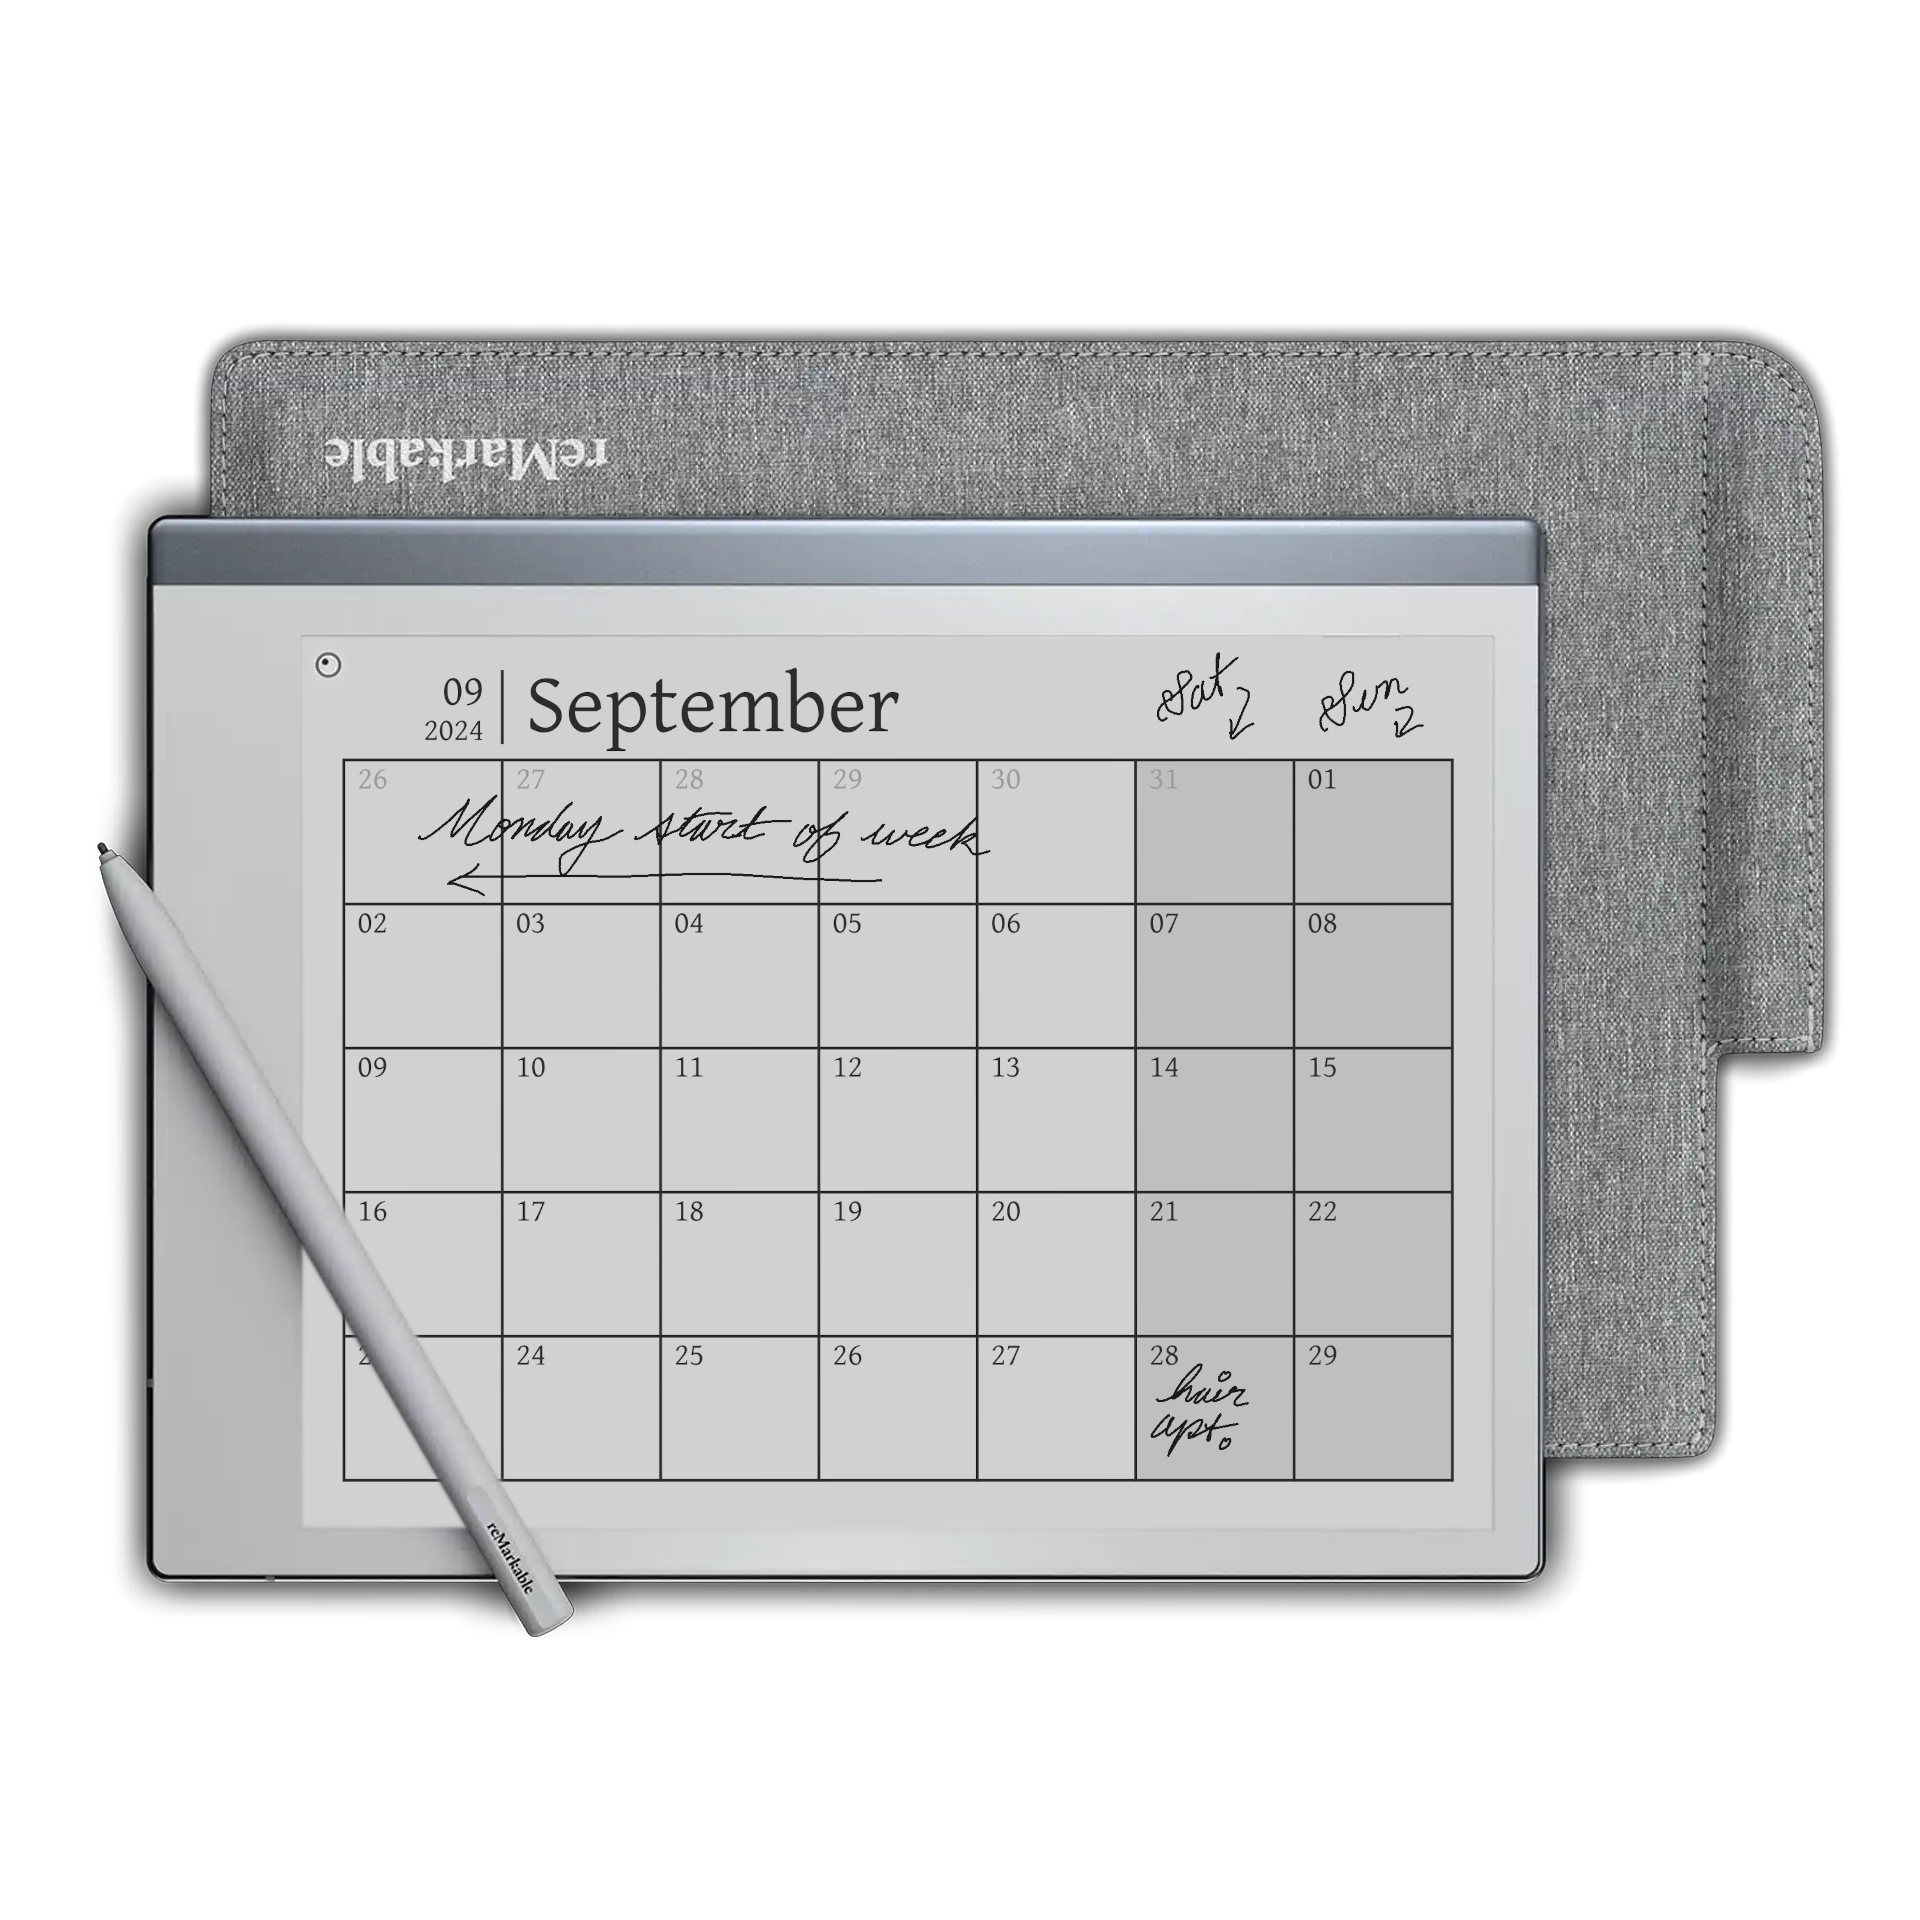 reMarkable
09
September
Sat
Sun
2024
26 27 28 29 30 31 01
Monday start of week
02 03 04 05 06 07 08
09 10 11 12 13 14 15
16 17 18 19 20 21 22
24 25 26 27 28 29
hair
apt.
reMarkable